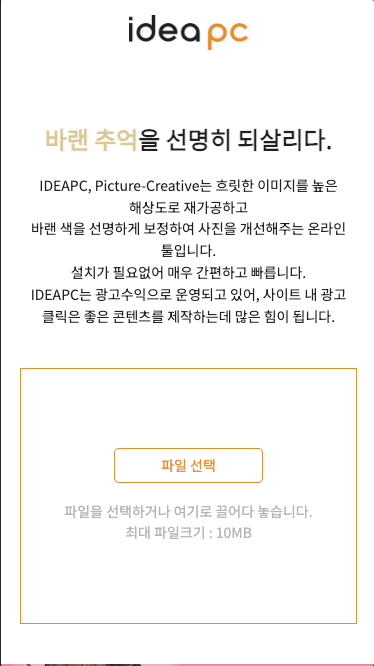 ideapc
바랜 추억을 선명히 되살리다.
IDEAPC, Picture-Creative는 흐릿한 이미지를 높은
해상도로 재가공하고
바랜 색을 선명하게 보정하여 사진을 개선해주는 온라인
툴입니다.
설치가 필요없어 매우 간편하고 빠릅니다.
IDEAPC는 광고수익으로 운영되고 있어, 사이트 내 광고
클릭은 좋은 콘텐츠를 제작하는데 많은 힘이 됩니다.
파일 선택
파일을 선택하거나 여기로 끌어다 놓습니다.
최대 파일크기 : 10MB